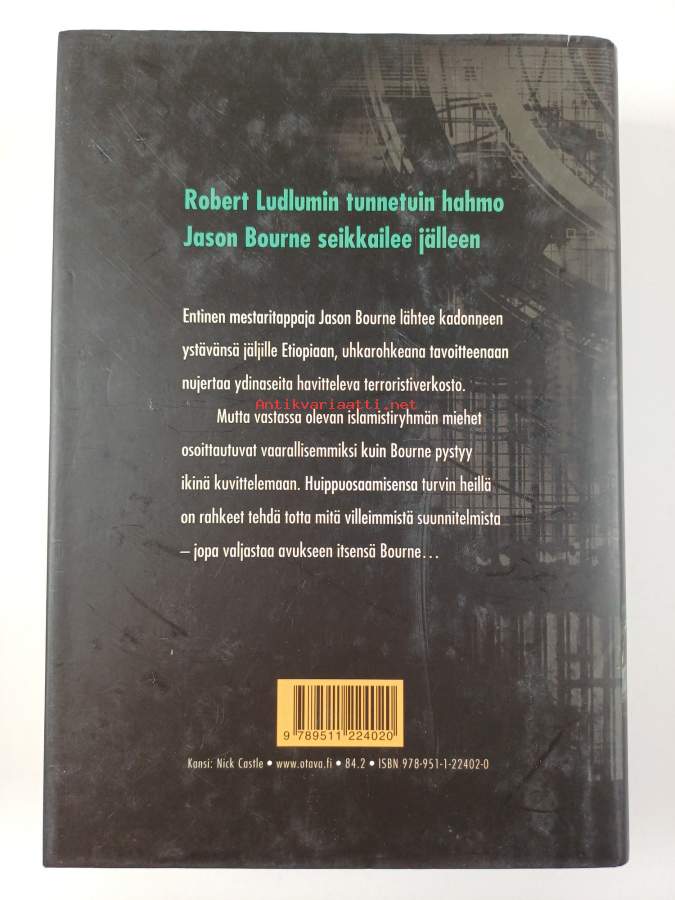 Robert Ludlumin tunnetuin hahmo
Jason Bourne seikkailee jälleen
Entinen mestaritappaja Jason Bourne lähtee kadonneen
ystävänsä jäljille Etiopiaan, uhkarohkeana tavoitteenaan
nujertaa ydinaseita havitteleva terroristiverkosto.
Antikvariaatti.net
Mutta vastassa olevan islamistiryhmän miehet
osoittautuvat vaarallisemmiksi kuin Bourne pystyy
ikinä kuvittelemaan. Huippuosaamisensa turvin heillä
on rahkeet tehdä totta mitä villeimmistä suunnitelmista
– jopa valjastaa avukseen itsensä Bourne...
9 789511 224020
Kansi: Nick Castle • www.otava.fi • 84.2 • ISBN 978-951-1-22402-0